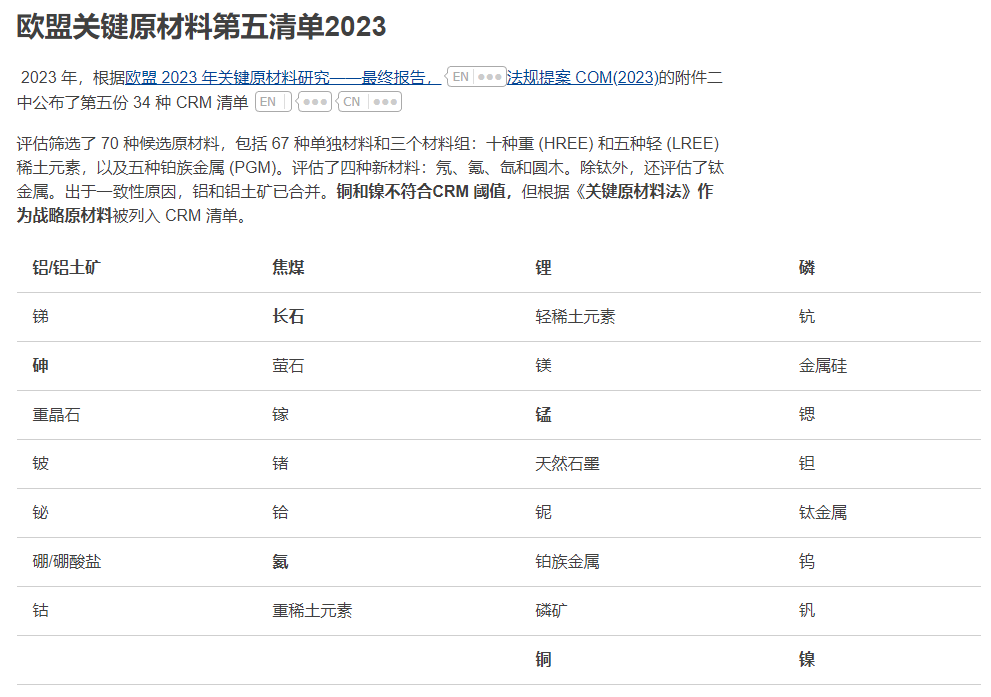 欧盟关键原材料第五清单2023
2023 年，根据欧盟 2023 年关键原材料研究——最终报告， EN 法规提案 COM(2023)的附件二
中公布了第五份 34 种 CRM 清单 EN CN
评估筛选了 70 种候选原材料，包括 67 种单独材料和三个材料组：十种重 (HREE) 和五种轻 (LREE)
稀土元素，以及五种铂族金属 (PGM)。评估了四种新材料：氖、氪、氙和圆木。除钛外，还评估了钛
金属。出于一致性原因，铝和铝土矿已合并。铜和镍不符合CRM 阈值，但根据《关键原材料法》作
为战略原材料被列入 CRM 清单。
铝/铝土矿 焦煤 锂 磷
锑 长石 轻稀土元素 钪
砷 萤石 镁 金属硅
重晶石 镓 锰 锶
铍 锗 天然石墨 钽
铋 铪 铌 钛金属
硼/硼酸盐 氦 铂族金属 钨
钴 重稀土元素 磷矿 钒
铜 镍